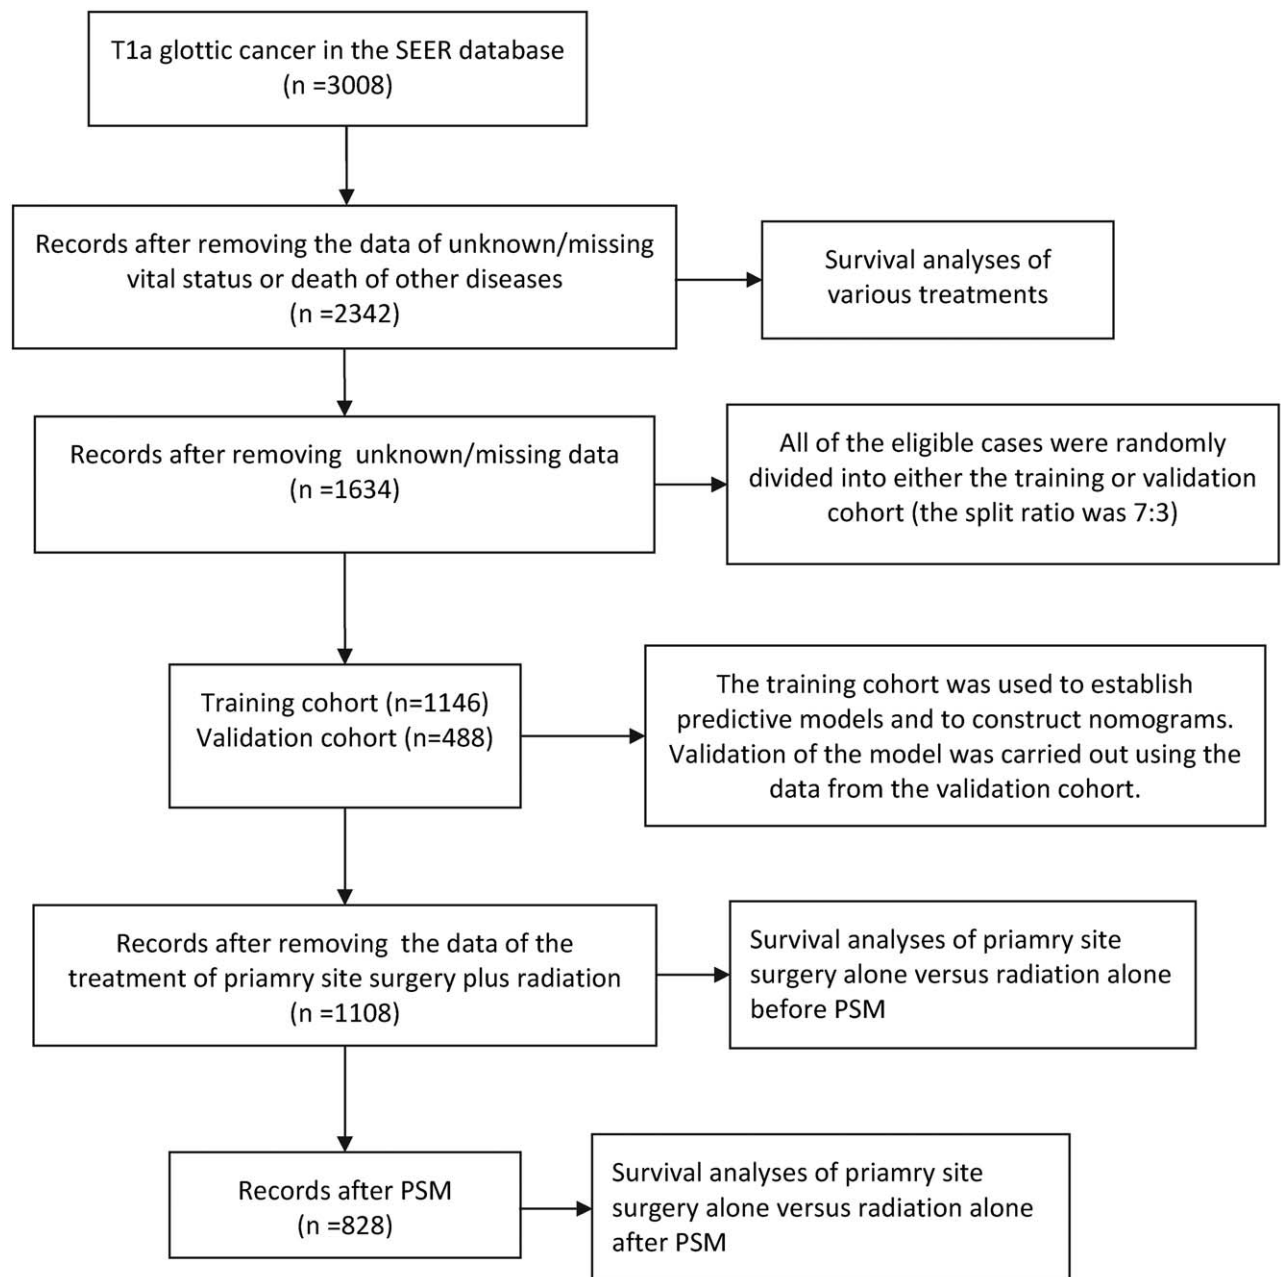 T1a glottic cancer in the SEER database
(n =3008)
Records after removing the data of unknown/missing
vital status or death of other diseases
(n =2342)
Survival analyses of
various treatments
Records after removing  unknown/missing data
(n =1634)
All of the eligible cases were randomly
divided into either the training or validation
cohort (the split ratio was 7:3)
Training cohort (n=1146)
Validation cohort (n=488)
The training cohort was used to establish
predictive models and to construct nomograms.
Validation of the model was carried out using the
data from the validation cohort.
Records after removing  the data of the
treatment of priamry site surgery plus radiation
(n =1108)
Survival analyses of priamry site
surgery alone versus radiation alone
before PSM
Records after PSM
(n =828)
Survival analyses of priamry site
surgery alone versus radiation alone
after PSM